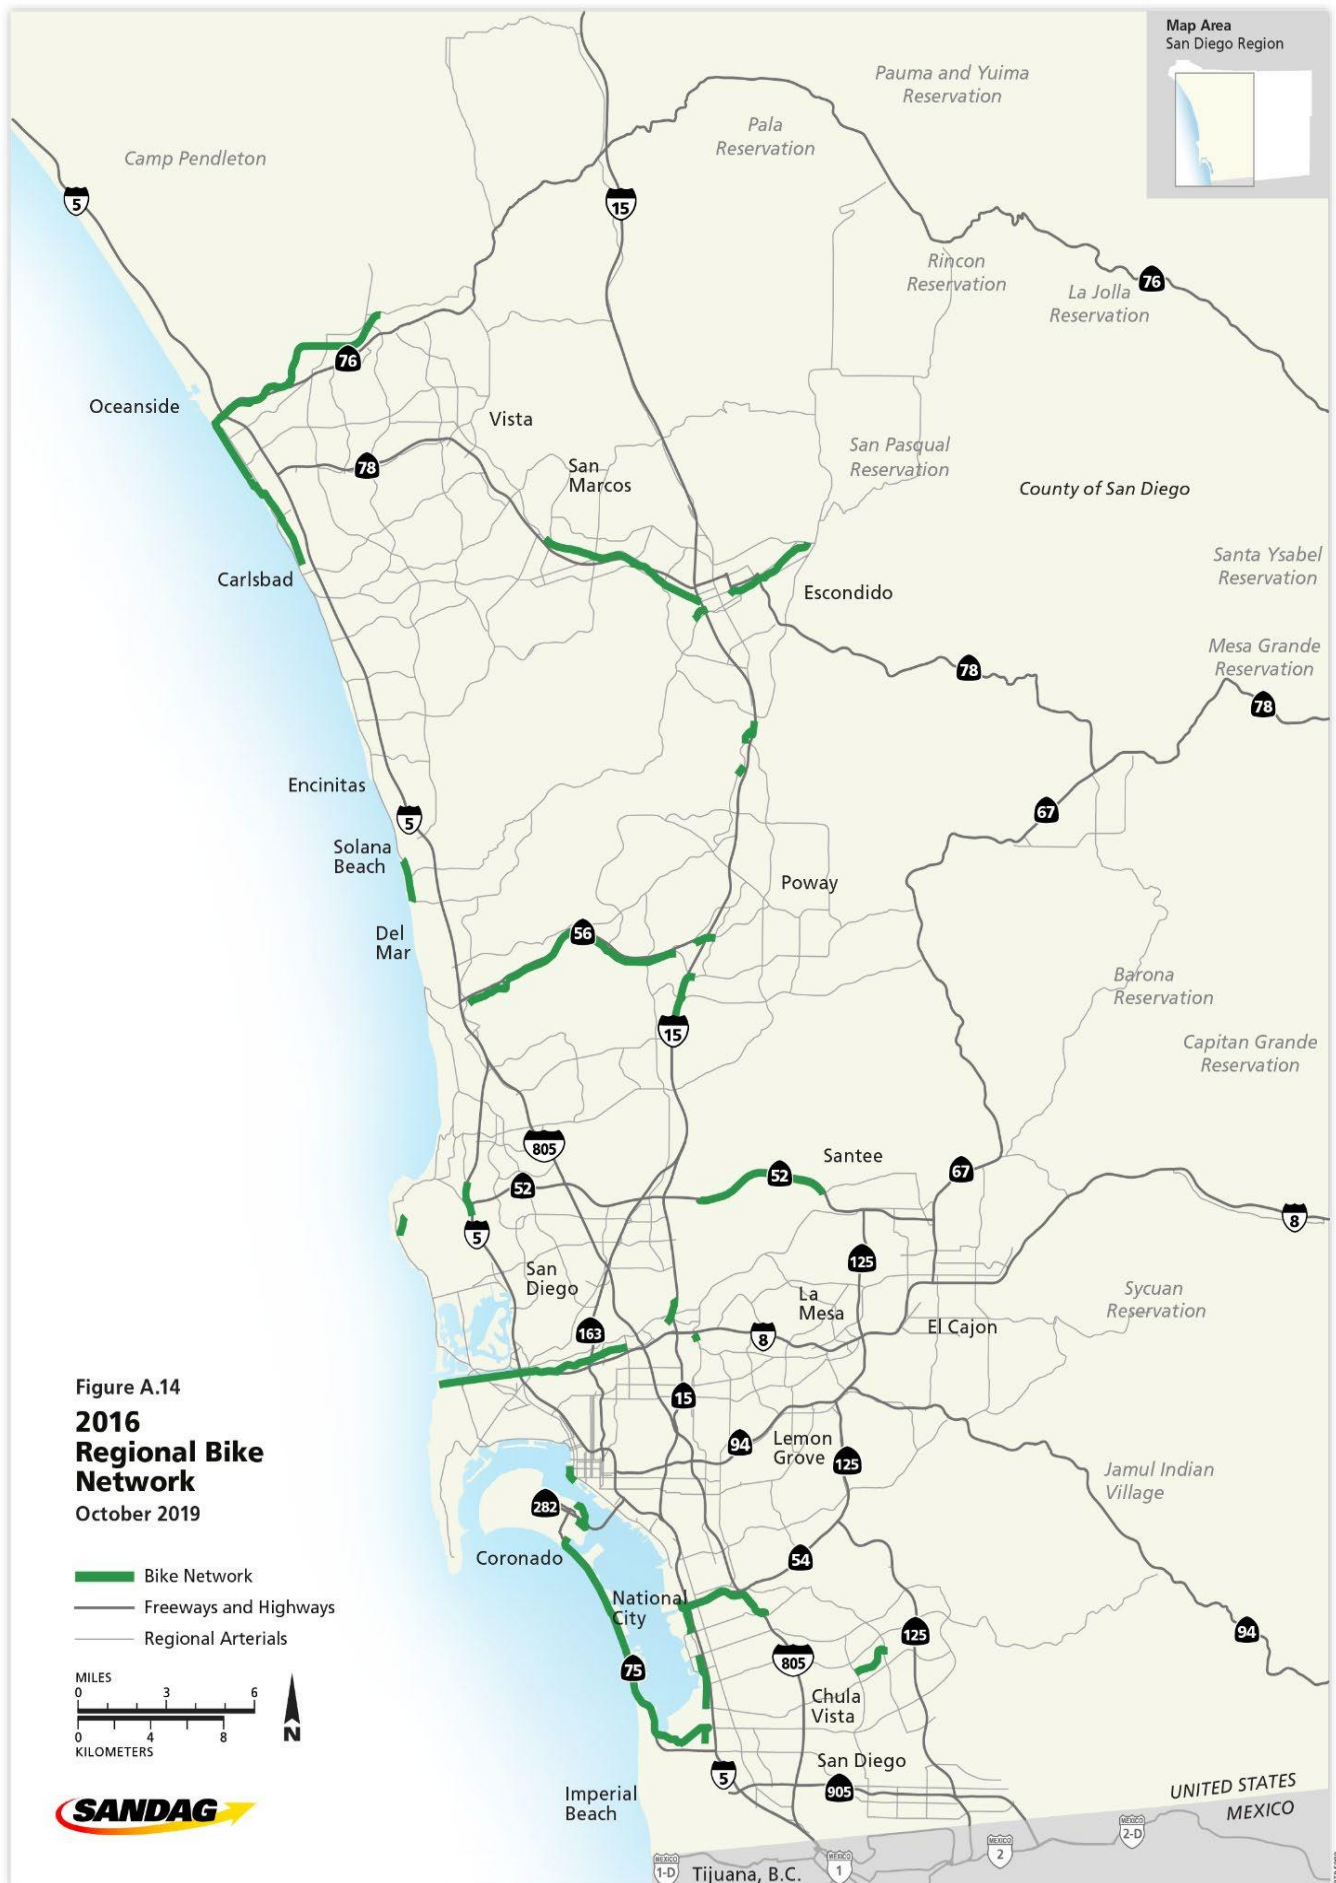 Map Area
San Diego Region
Pauma and Yuima
Reservation
Pala
Reservation
Camp Pendleton
5
15
Rincon
Reservation
La Jolla
Reservation
76
76
Oceanside
Vista
78
San
Marcos
San Pasqual
Reservation
County of San Diego
Santa Ysabel
Reservation
Carlsbad
Escondido
Mesa Grande
Reservation
78
78
Encinitas
5
67
Solana
Beach
Poway
Del
Mar
56
Barona
Reservation
15
Capitan Grande
Reservation
805
Santee
52
52
67
5
8
125
San
Diego
La
Mesa
Sycuan
Reservation
163
8
El Cajon
Figure A.14
2016
Regional Bike
Network
October 2019
15
94
Lemon
Grove
125
Jamul Indian
Village
282
Coronado
54
Bike Network
Freeways and Highways
Regional Arterials
National
City
125
94
805
75
MILES
0 3 6
0 4 8
KILOMETERS
N
Chula
Vista
San Diego
5
905
SANDAG
Imperial
Beach
UNITED STATES
MEXICO
MEXICO
1-D
Tijuana, B.C.
MEXICO
1
MEXICO
2
MEXICO
2-D